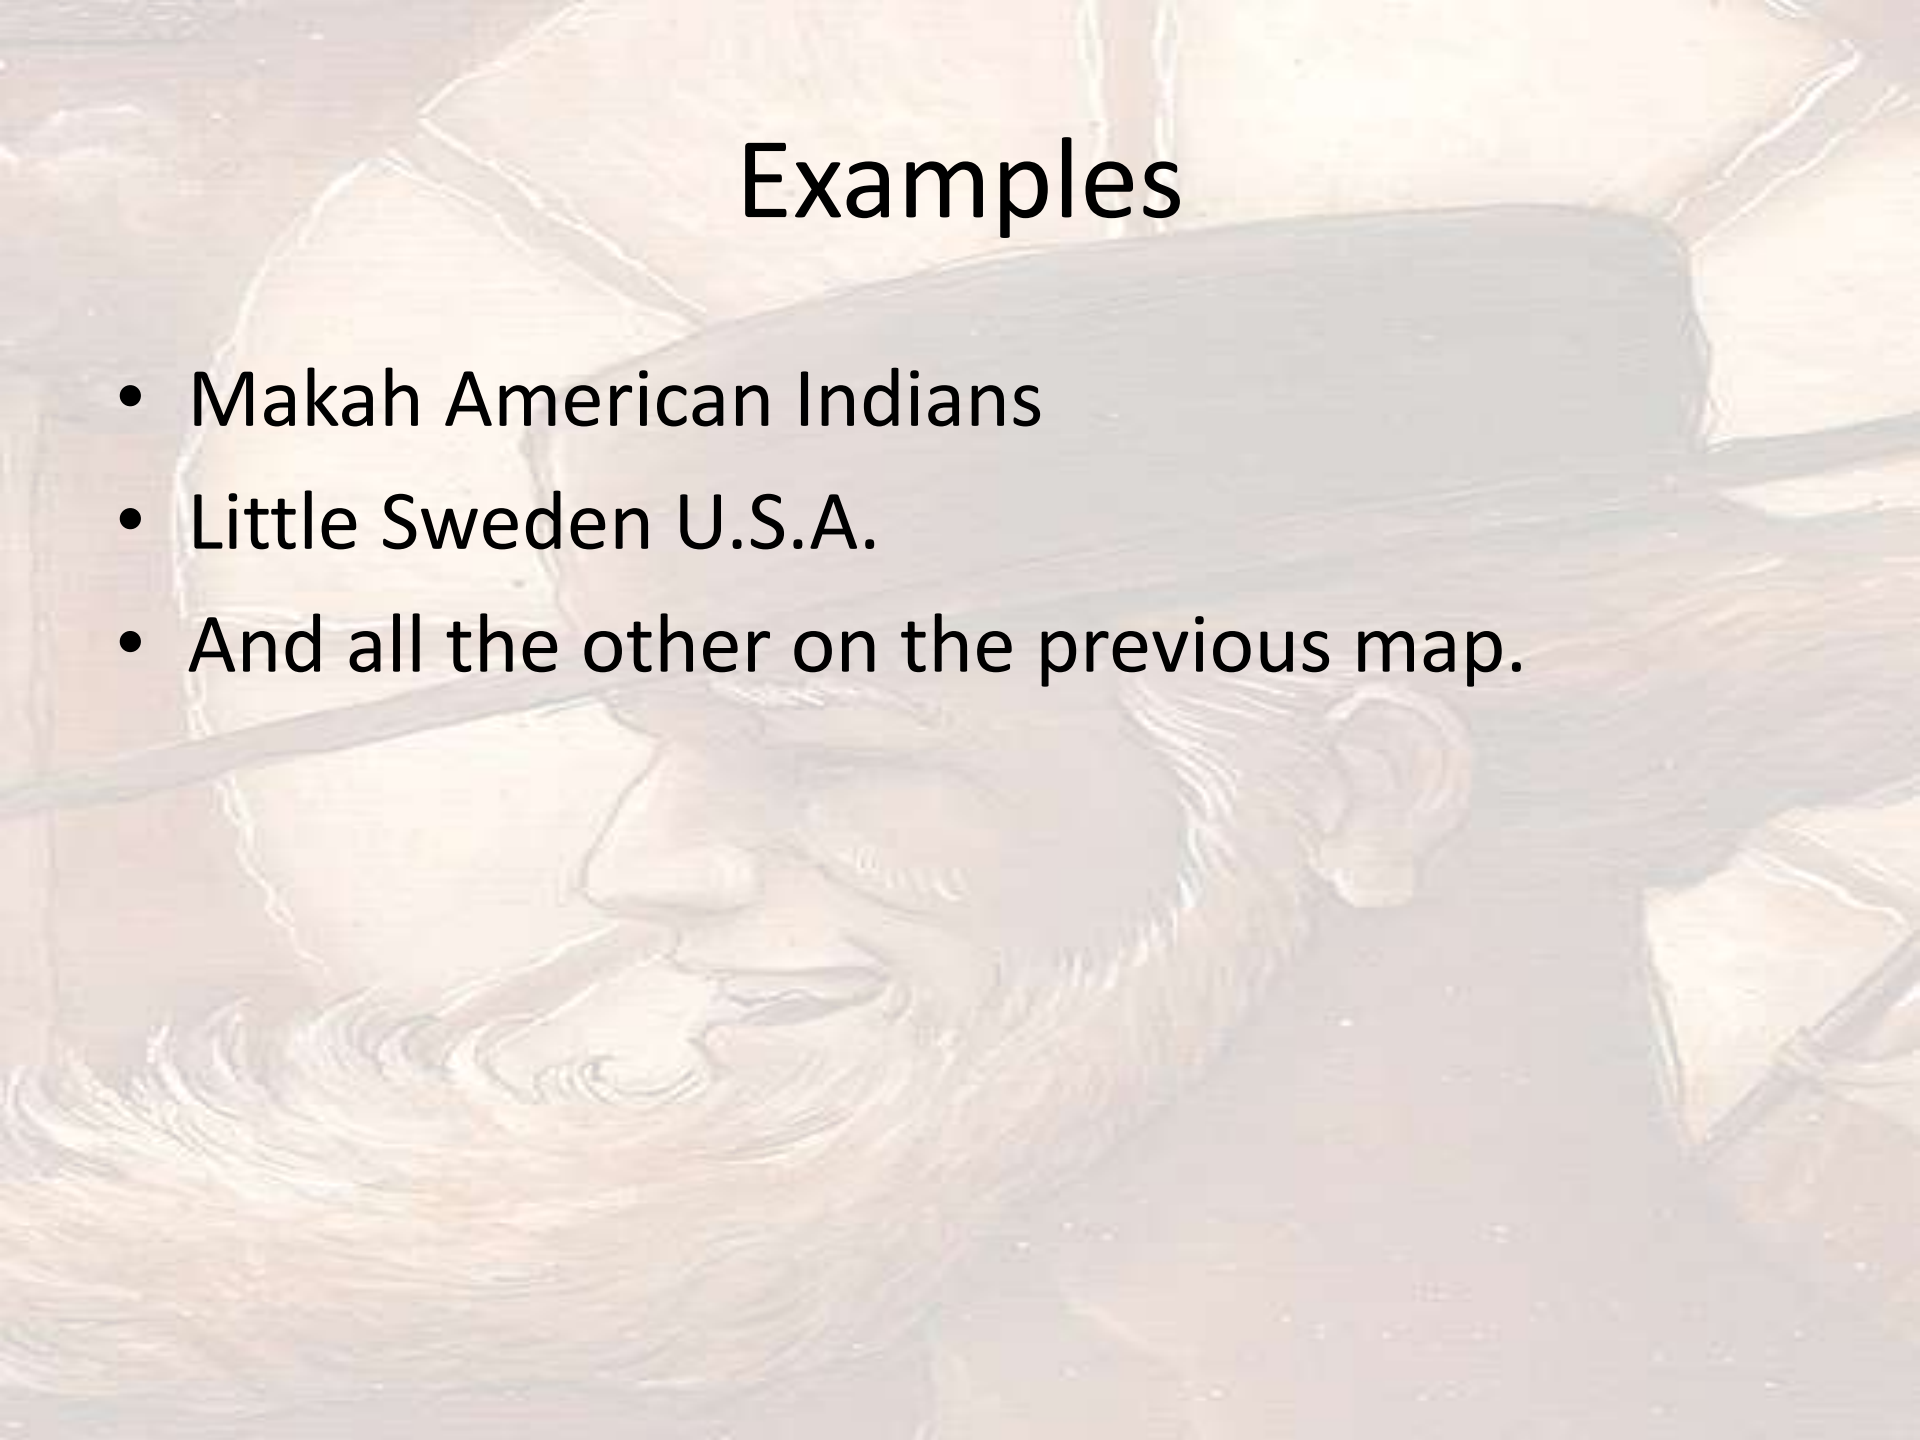 Examples
• Makah American Indians
• Little Sweden U.S.A.
• And all the other on the previous map.